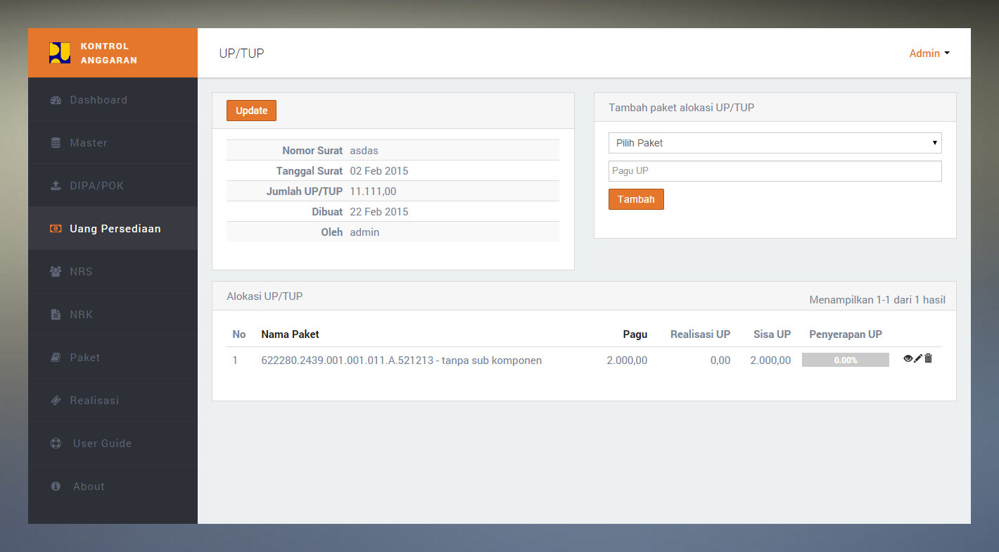 KONTROL
ANGGARAN
UP/TUP
Admin
Dashboard
Master
DIPA/POK
Uang Persediaan
NRS
NRK
Paket
Realisasi
User Guide
About
Update
Nomor Surat asdas
Tanggal Surat 02 Feb 2015
Jumlah UP/TUP 11.111,00
Dibuat 22 Feb 2015
Oleh admin
Tambah paket alokasi UP/TUP
Pilih Paket
Pagu UP
Tambah
Alokasi UP/TUP
Menampilkan 1-1 dari 1 hasil
No Nama Paket Pagu Realisasi UP Sisa UP Penyerapan UP
1 622280.2439.001.001.011.A.521213 - tanpa sub komponen 2.000,00 0,00 2.000,00 0.00%